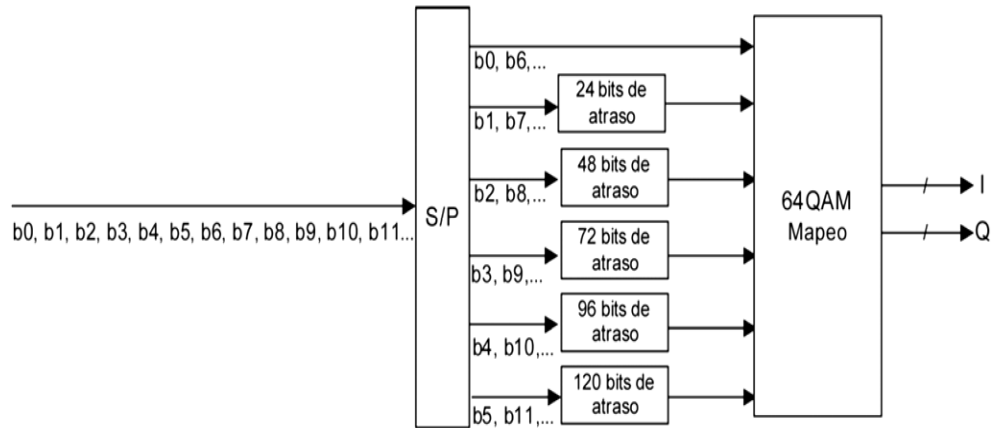 b0, b1, b2, b3, b4, b5, b6, b7, b8, b9, b10, b11...
S/P
b0, b6,...
b1, b7,...
24 bits de
atraso
b2, b8,...
48 bits de
atraso
b3, b9,...
72 bits de
atraso
b4, b10,...
96 bits de
atraso
b5, b11,...
120 bits de
atraso
64QAM
Mapeo
I
Q